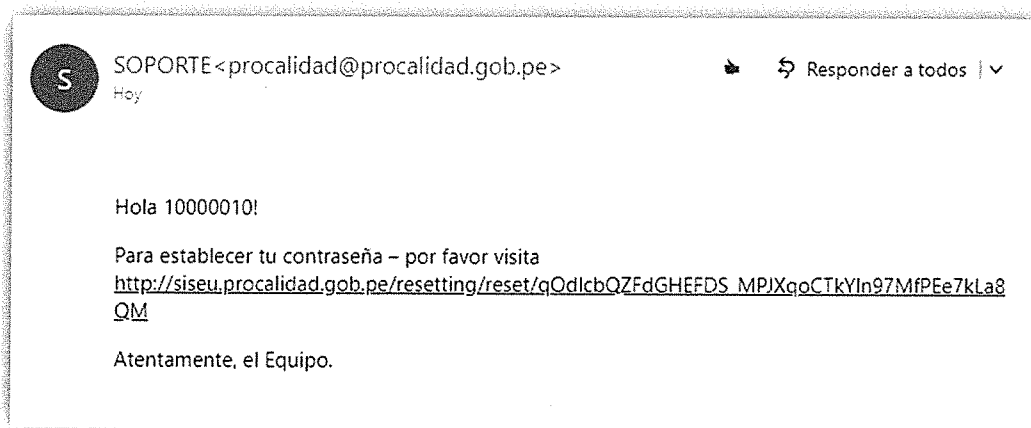 S
SOPORTE<procalidad@procalidad.gob.pe>
Responder a todos
Hoy
Hola 10000010!
Para establecer tu contraseña – por favor visita
http://siseu.procalidad.gob.pe/resetting/reset/qOdIcbQZFdGHEFDS_MPJXqoCTkYIn97MfPEe7kLa8
QM
Atentamente, el Equipo.